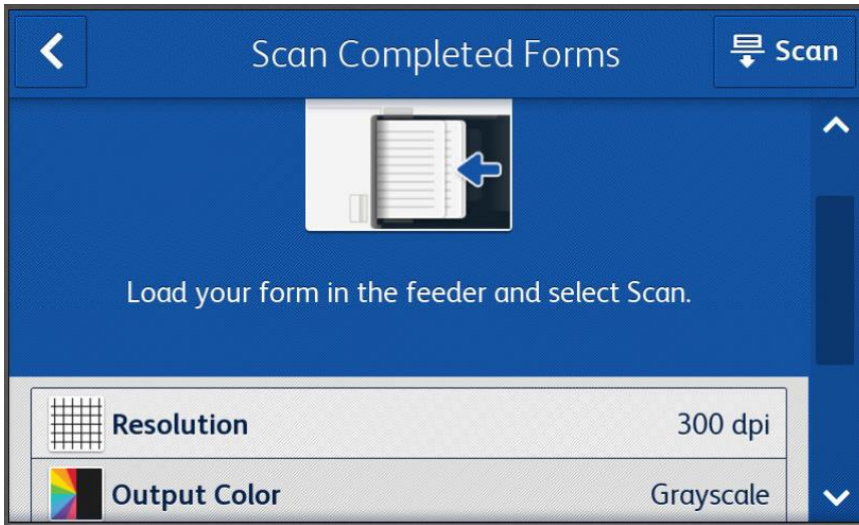 Scan Completed Forms
Scan
Load your form in the feeder and select Scan.
Resolution 300 dpi
Output Color Grayscale